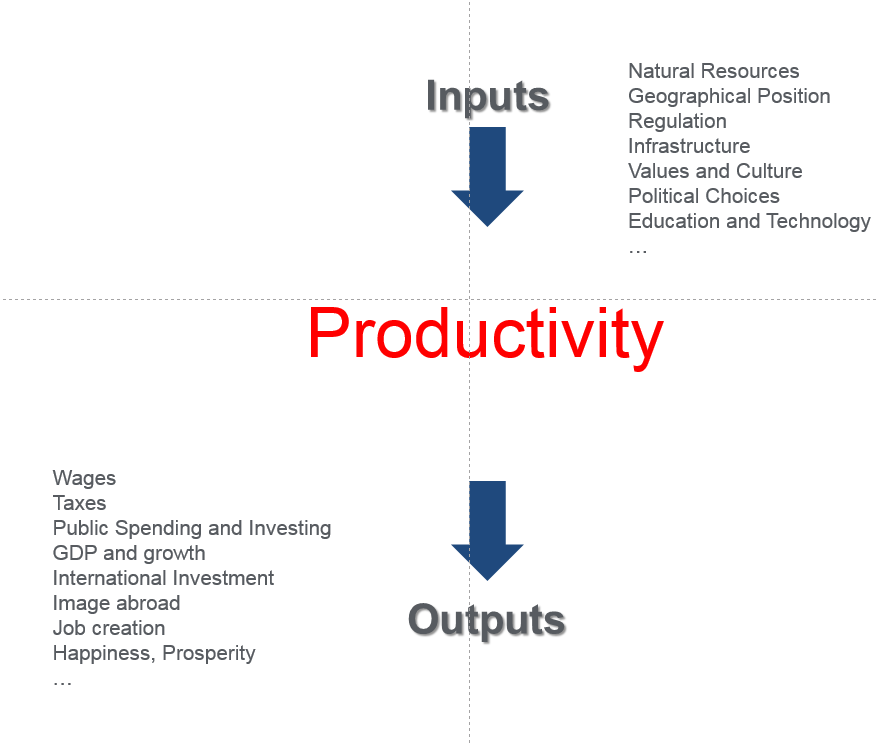 Inputs
Natural Resources
Geographical Position
Regulation
Infrastructure
Values and Culture
Political Choices
Education and Technology
…
Productivity
Wages
Taxes
Public Spending and Investing
GDP and growth
International Investment
Image abroad
Job creation
Happiness, Prosperity
…
Outputs